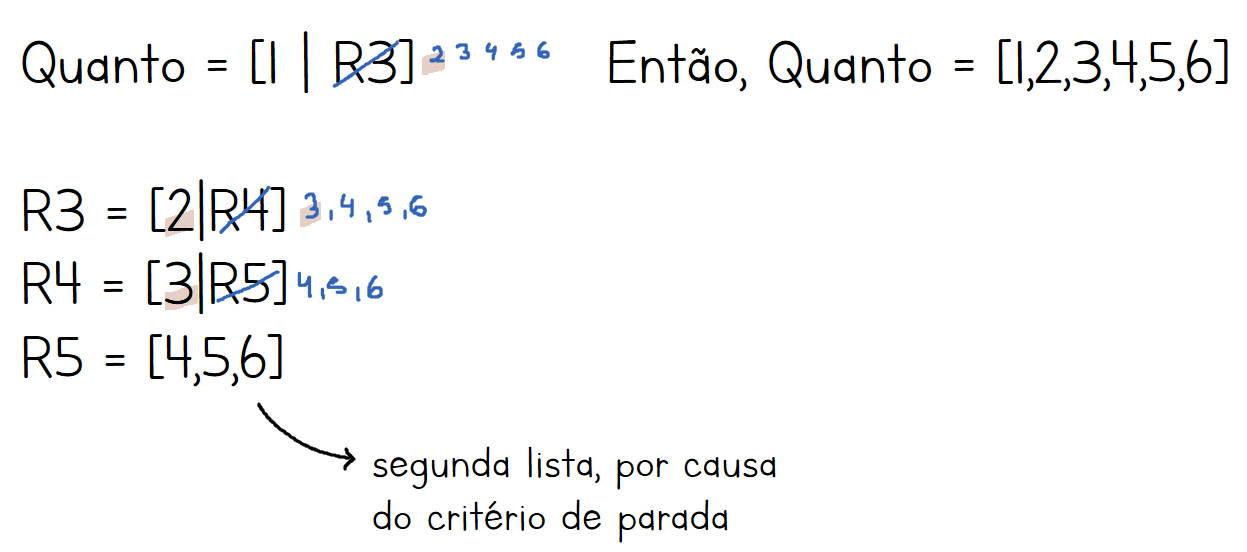 Quanto = [1 | R3] 2 3 4 5 6 Então, Quanto = [1,2,3,4,5,6]
R3 = [2|R4] 3,4,5,6
R4 = [3|R5] 4,5,6
R5 = [4,5,6]
segunda lista, por causa
do critério de parada